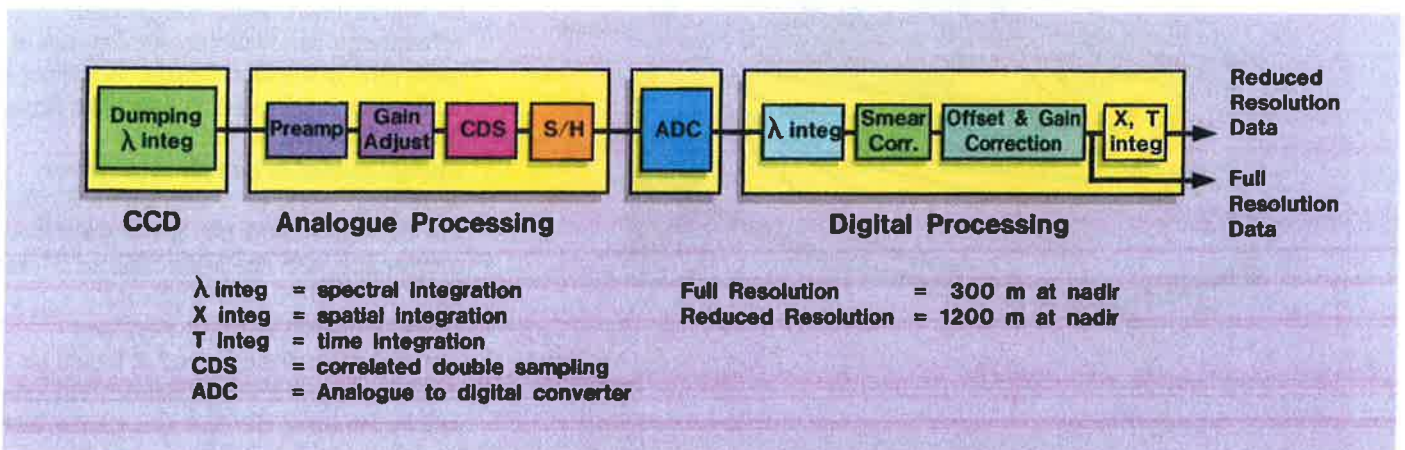 Dumping
λ integ
CCD
Preamp
Gain
Adjust
CDS
S/H
Analogue Processing
ADC
λ integ
Smear
Corr.
Offset & Gain
Correction
X, T
integ
Digital Processing
Reduced
Resolution
Data
Full
Resolution
Data
λ integ = spectral integration
X integ = spatial integration
T integ = time integration
CDS = correlated double sampling
ADC = Analogue to digital converter
Full Resolution = 300 m at nadir
Reduced Resolution = 1200 m at nadir